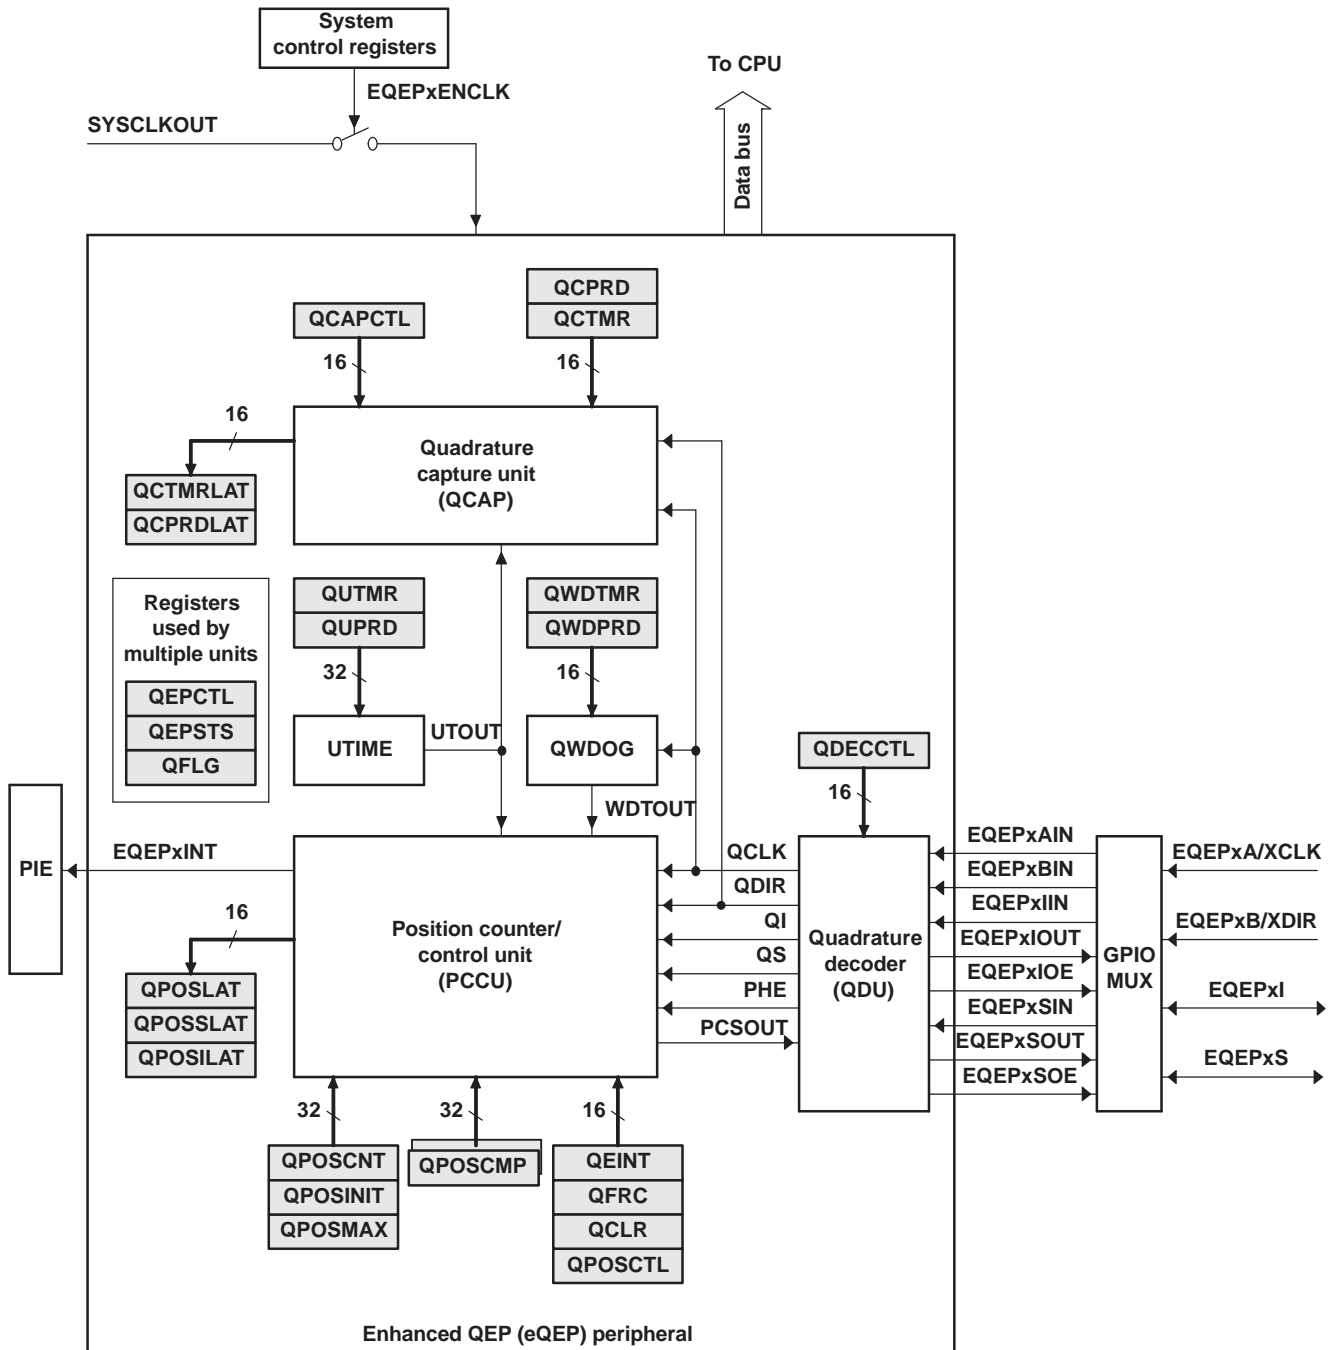 System
control registers
To CPU
EQEPxENCLK
SYSCLKOUT
Data bus
QCPRD
QCAPCTL
QCTMR
16
16
16
Quadrature
capture unit
(QCAP)
QCTMRLAT
QCPRDLAT
Registers
used by
multiple units
QEPCTL
QEPSTS
QFLG
QUTMR
QUPRD
QWDTMR
QWDPRD
32
16
UTIME
UTOUT
QWDOG
QDECCTL
WDTOUT
16
PIE
EQEPxINT
16
Position counter/
control unit
(PCCU)
QCLK
QDIR
QI
QS
PHE
PCSOUT
Quadrature
decoder
(QDU)
EQEPxAIN
EQEPxBIN
EQEPxIIN
EQEPxIOUT
EQEPxIOE
EQEPxSIN
EQEPxSOUT
EQEPxSOE
GPIO
MUX
EQEPxA/XCLK
EQEPxB/XDIR
EQEPxI
EQEPxS
QPOSLAT
QPOSSLAT
QPOSILAT
32
32
16
QPOSCNT
QPOSINIT
QPOSMAX
QPOSCMP
QEINT
QFRC
QCLR
QPOSCTL
Enhanced QEP (eQEP) peripheral